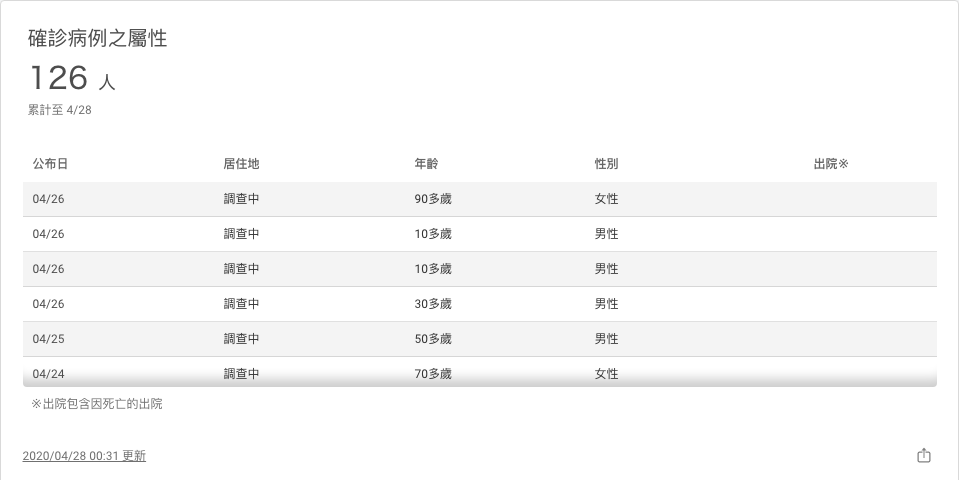 確診病例之屬性
126 人
累計至 4/28
公布日 居住地 年齡 性別 出院※
04/26 調查中 90多歲 女性
04/26 調查中 10多歲 男性
04/26 調查中 10多歲 男性
04/26 調查中 30多歲 男性
04/25 調查中 50多歲 男性
04/24 調查中 70多歲 女性
※出院包含因死亡的出院
2020/04/28 00:31 更新